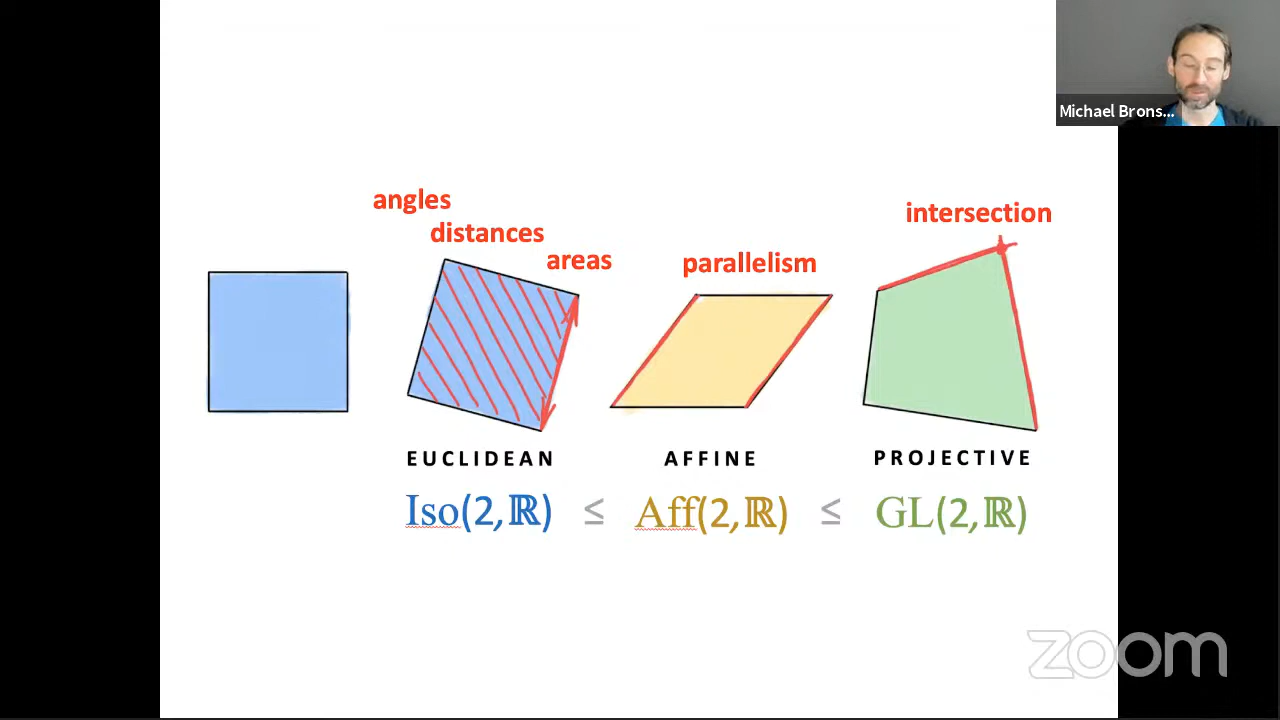 Michael Brons...
angles
distances
areas
parallelism
intersection
EUCLIDEAN
AFFINE
PROJECTIVE
Iso(2,ℝ) ≤ Aff(2,ℝ) ≤ GL(2,ℝ)
zoom